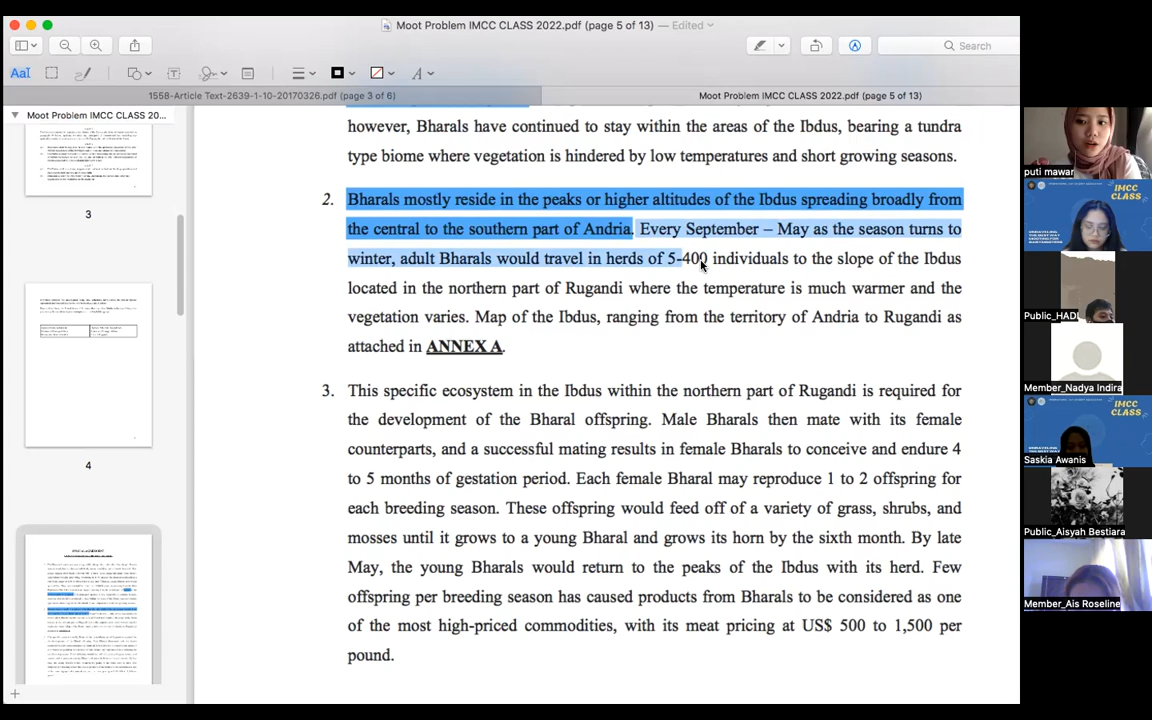 Moot Problem IMCC CLASS 2022.pdf (page 5 of 13) — Edited
Search
AaI
1558-Article Text-2639-1-10-20170326.pdf (page 3 of 6)
Moot Problem IMCC CLASS 2022.pdf (page 5 of 13)
Moot Problem IMCC CLASS 20...
3
4
however, Bharals have continued to stay within the areas of the Ibdus, bearing a tundra
type biome where vegetation is hindered by low temperatures and short growing seasons.
2. Bharals mostly reside in the peaks or higher altitudes of the Ibdus spreading broadly from
the central to the southern part of Andria. Every September – May as the season turns to
winter, adult Bharals would travel in herds of 5-400 individuals to the slope of the Ibdus
located in the northern part of Rugandi where the temperature is much warmer and the
vegetation varies. Map of the Ibdus, ranging from the territory of Andria to Rugandi as
attached in ANNEX A.
3. This specific ecosystem in the Ibdus within the northern part of Rugandi is required for
the development of the Bharal offspring. Male Bharals then mate with its female
counterparts, and a successful mating results in female Bharals to conceive and endure 4
to 5 months of gestation period. Each female Bharal may reproduce 1 to 2 offspring for
each breeding season. These offspring would feed off of a variety of grass, shrubs, and
mosses until it grows to a young Bharal and grows its horn by the sixth month. By late
May, the young Bharals would return to the peaks of the Ibdus with its herd. Few
offspring per breeding season has caused products from Bharals to be considered as one
of the most high-priced commodities, with its meat pricing at US$ 500 to 1,500 per
pound.
puti mawar
IMCC
CLASS
Public_HADI
Member_Nadya Indira
IMCC
CLASS
Saskia Awanis
Public_Aisyah Bestiara
Member_Ais Roseline